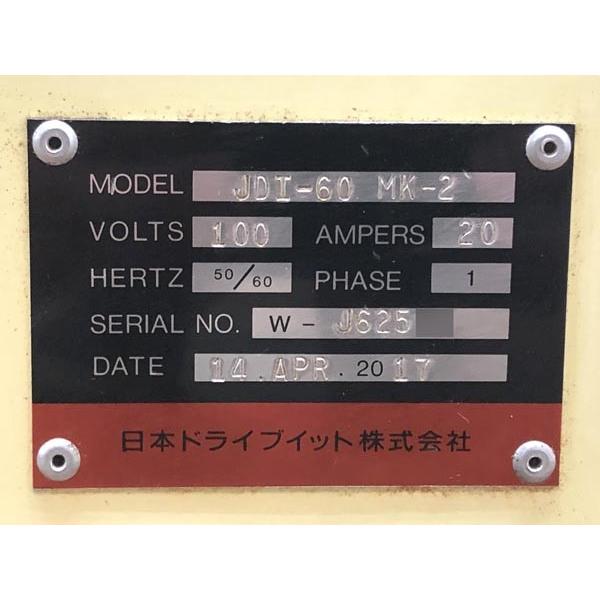 MODEL JDI-60 MK-2
VOLTS 100 AMPERS 20
HERTZ 50/60 PHASE 1
SERIAL NO. W - J625
DATE 14.APR.2017
日本ドライブイット株式会社